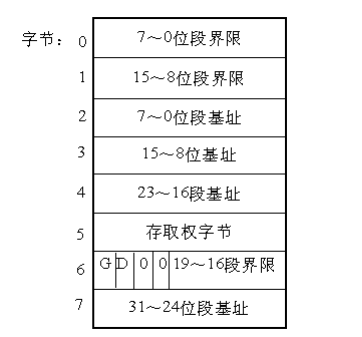 字节： 0 7～0位段界限
1 15～8位段界限
2 7～0位段基址
3 15～8位基址
4 23～16段基址
5 存取权字节
6 G D 0 0 19～16段界限
7 31～24位段基址